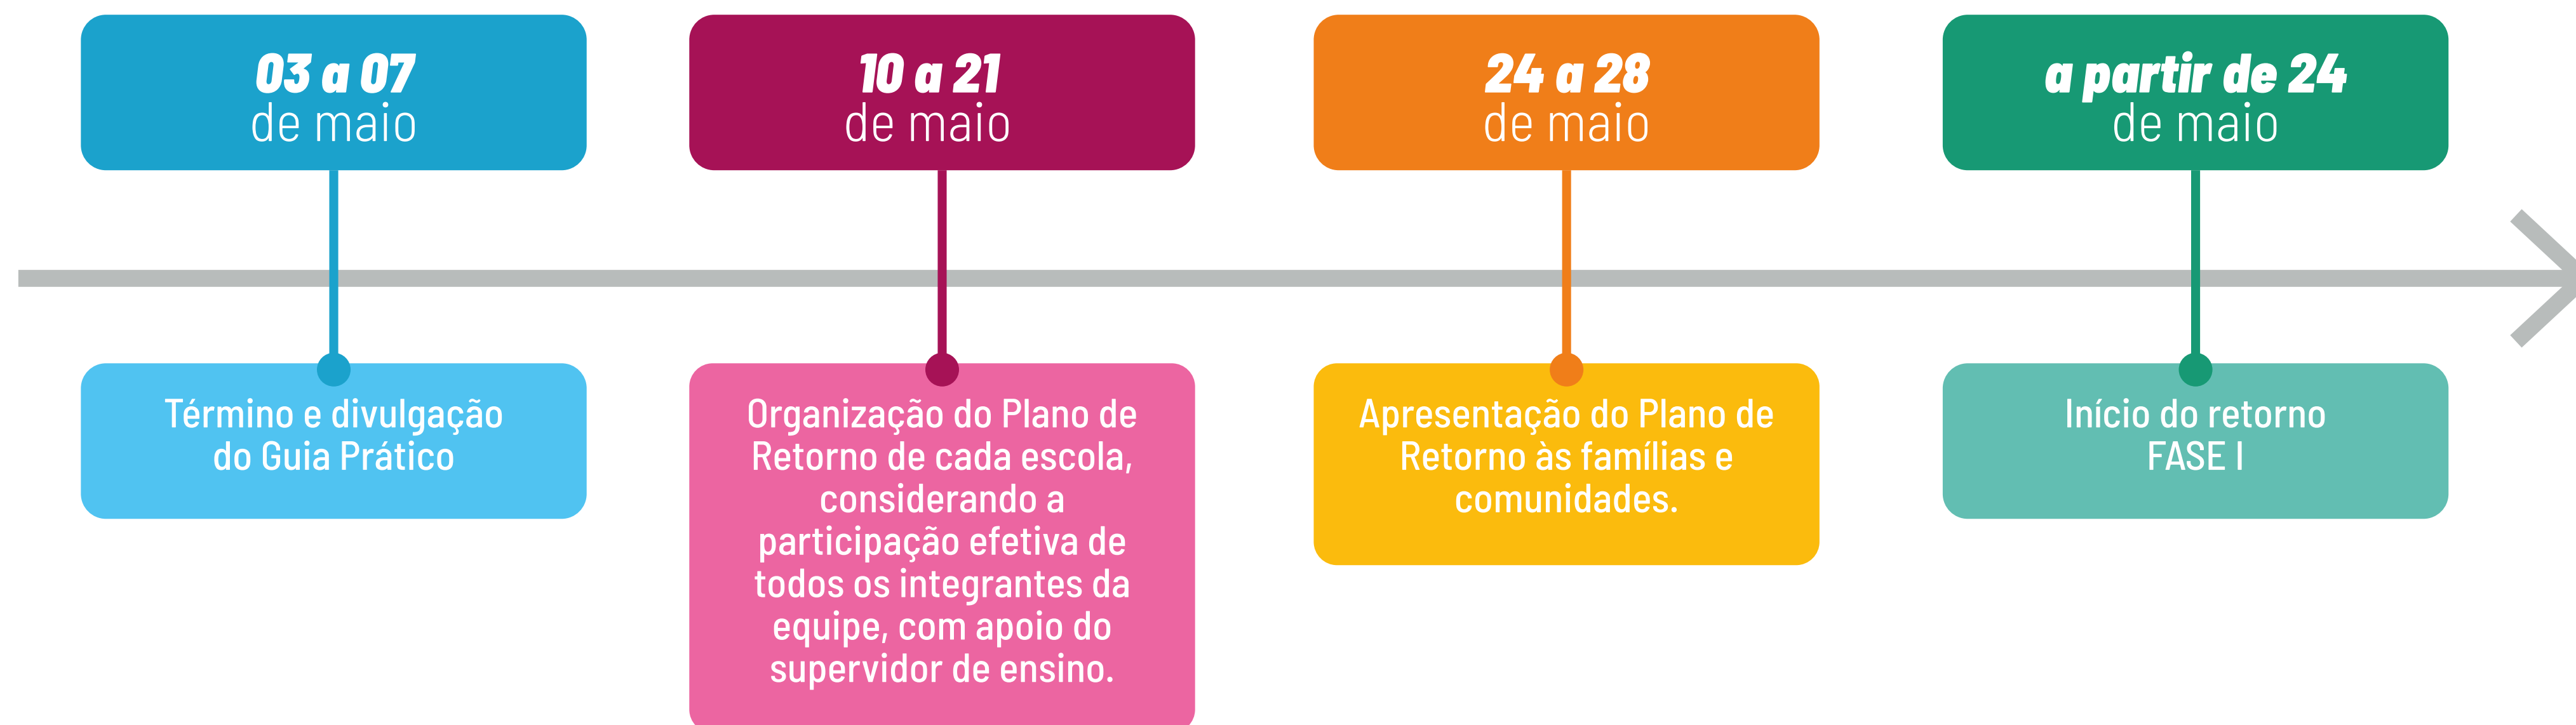 03 a 07
de maio
Término e divulgação
do Guia Prático
10 a 21
de maio
Organização do Plano de
Retorno de cada escola,
considerando a
participação efetiva de
todos os integrantes da
equipe, com apoio do
supervidor de ensino.
24 a 28
de maio
Apresentação do Plano de
Retorno às famílias e
comunidades.
a partir de 24
de maio
Início do retorno
FASE I